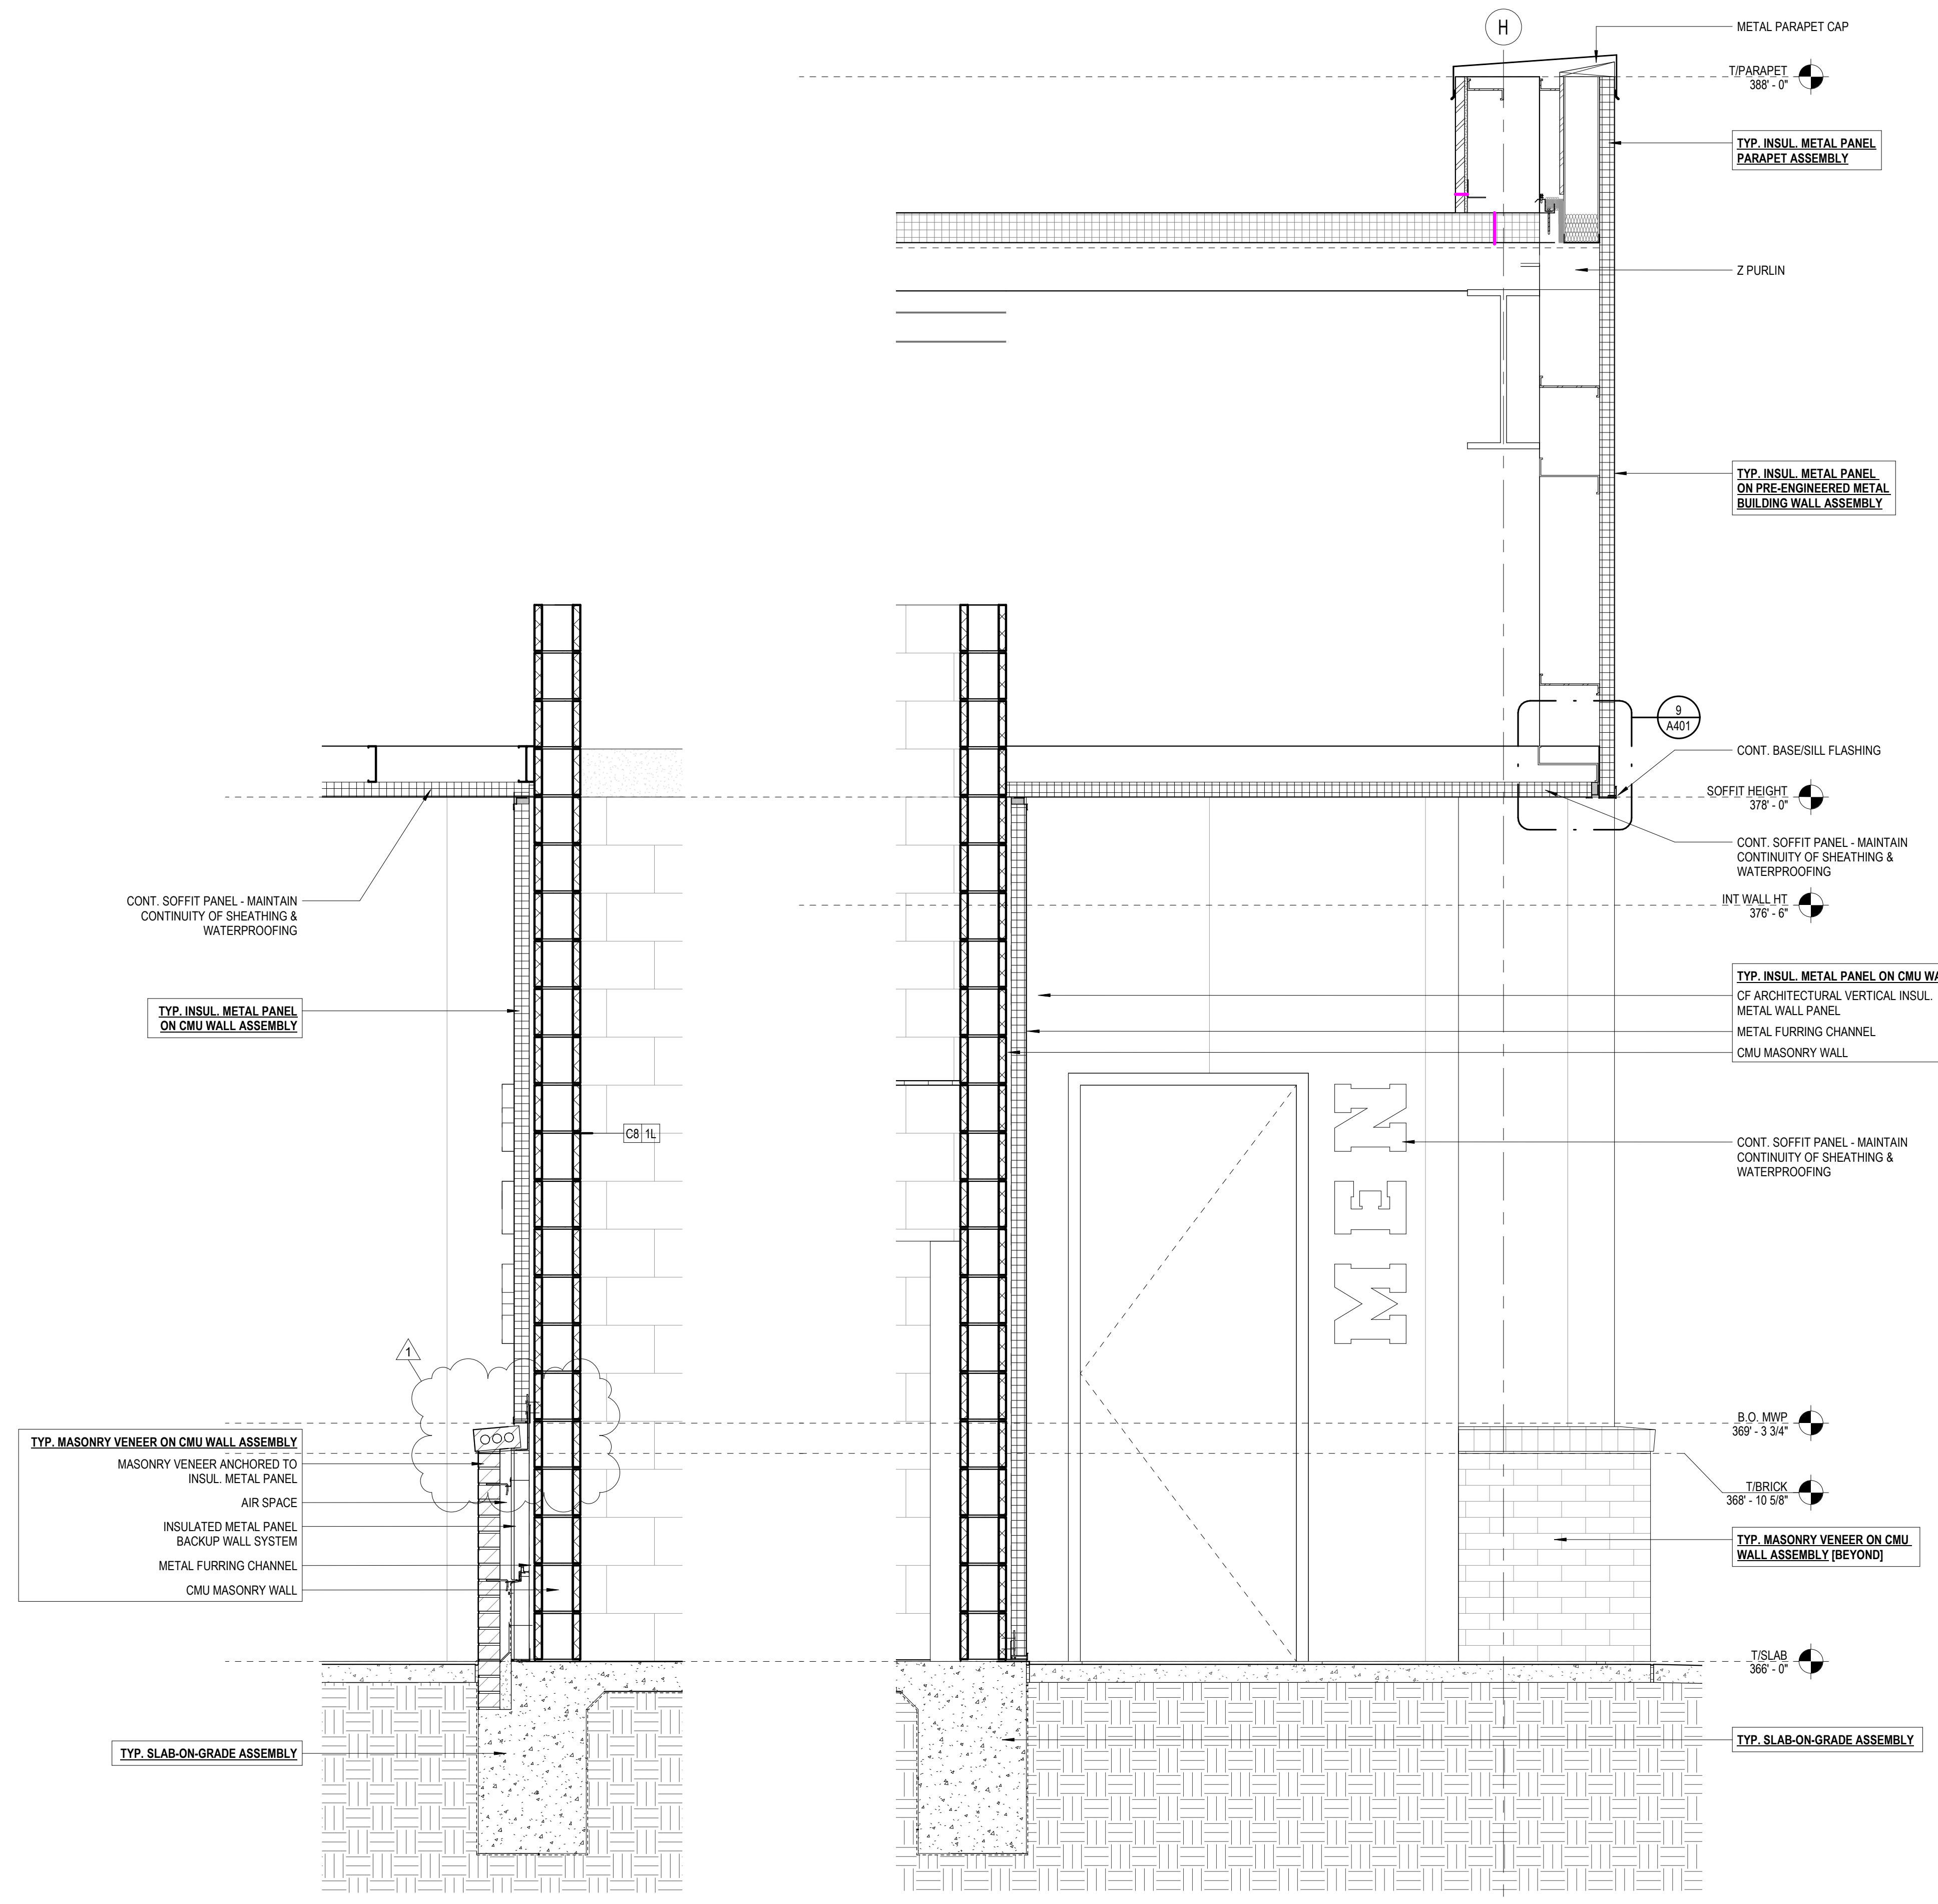 H
METAL PARAPET CAP
T/PARAPET
388' - 0"
TYP. INSUL. METAL PANEL
PARAPET ASSEMBLY
Z PURLIN
TYP. INSUL. METAL PANEL
ON PRE-ENGINEERED METAL
BUILDING WALL ASSEMBLY
9
A401
CONT. BASE/SILL FLASHING
SOFFIT HEIGHT
378' - 0"
CONT. SOFFIT PANEL - MAINTAIN
CONTINUITY OF SHEATHING &
WATERPROOFING
INT WALL HT
376' - 6"
CONT. SOFFIT PANEL - MAINTAIN
CONTINUITY OF SHEATHING &
WATERPROOFING
TYP. INSUL. METAL PANEL
ON CMU WALL ASSEMBLY
TYP. INSUL. METAL PANEL ON CMU WA
CF ARCHITECTURAL VERTICAL INSUL.
METAL WALL PANEL
METAL FURRING CHANNEL
CMU MASONRY WALL
C8 1L
MEN
CONT. SOFFIT PANEL - MAINTAIN
CONTINUITY OF SHEATHING &
WATERPROOFING
1
B.O. MWP
369' - 3 3/4"
TYP. MASONRY VENEER ON CMU WALL ASSEMBLY
MASONRY VENEER ANCHORED TO
INSUL. METAL PANEL
AIR SPACE
INSULATED METAL PANEL
BACKUP WALL SYSTEM
METAL FURRING CHANNEL
CMU MASONRY WALL
T/BRICK
368' - 10 5/8"
TYP. MASONRY VENEER ON CMU
WALL ASSEMBLY [BEYOND]
T/SLAB
366' - 0"
TYP. SLAB-ON-GRADE ASSEMBLY
TYP. SLAB-ON-GRADE ASSEMBLY